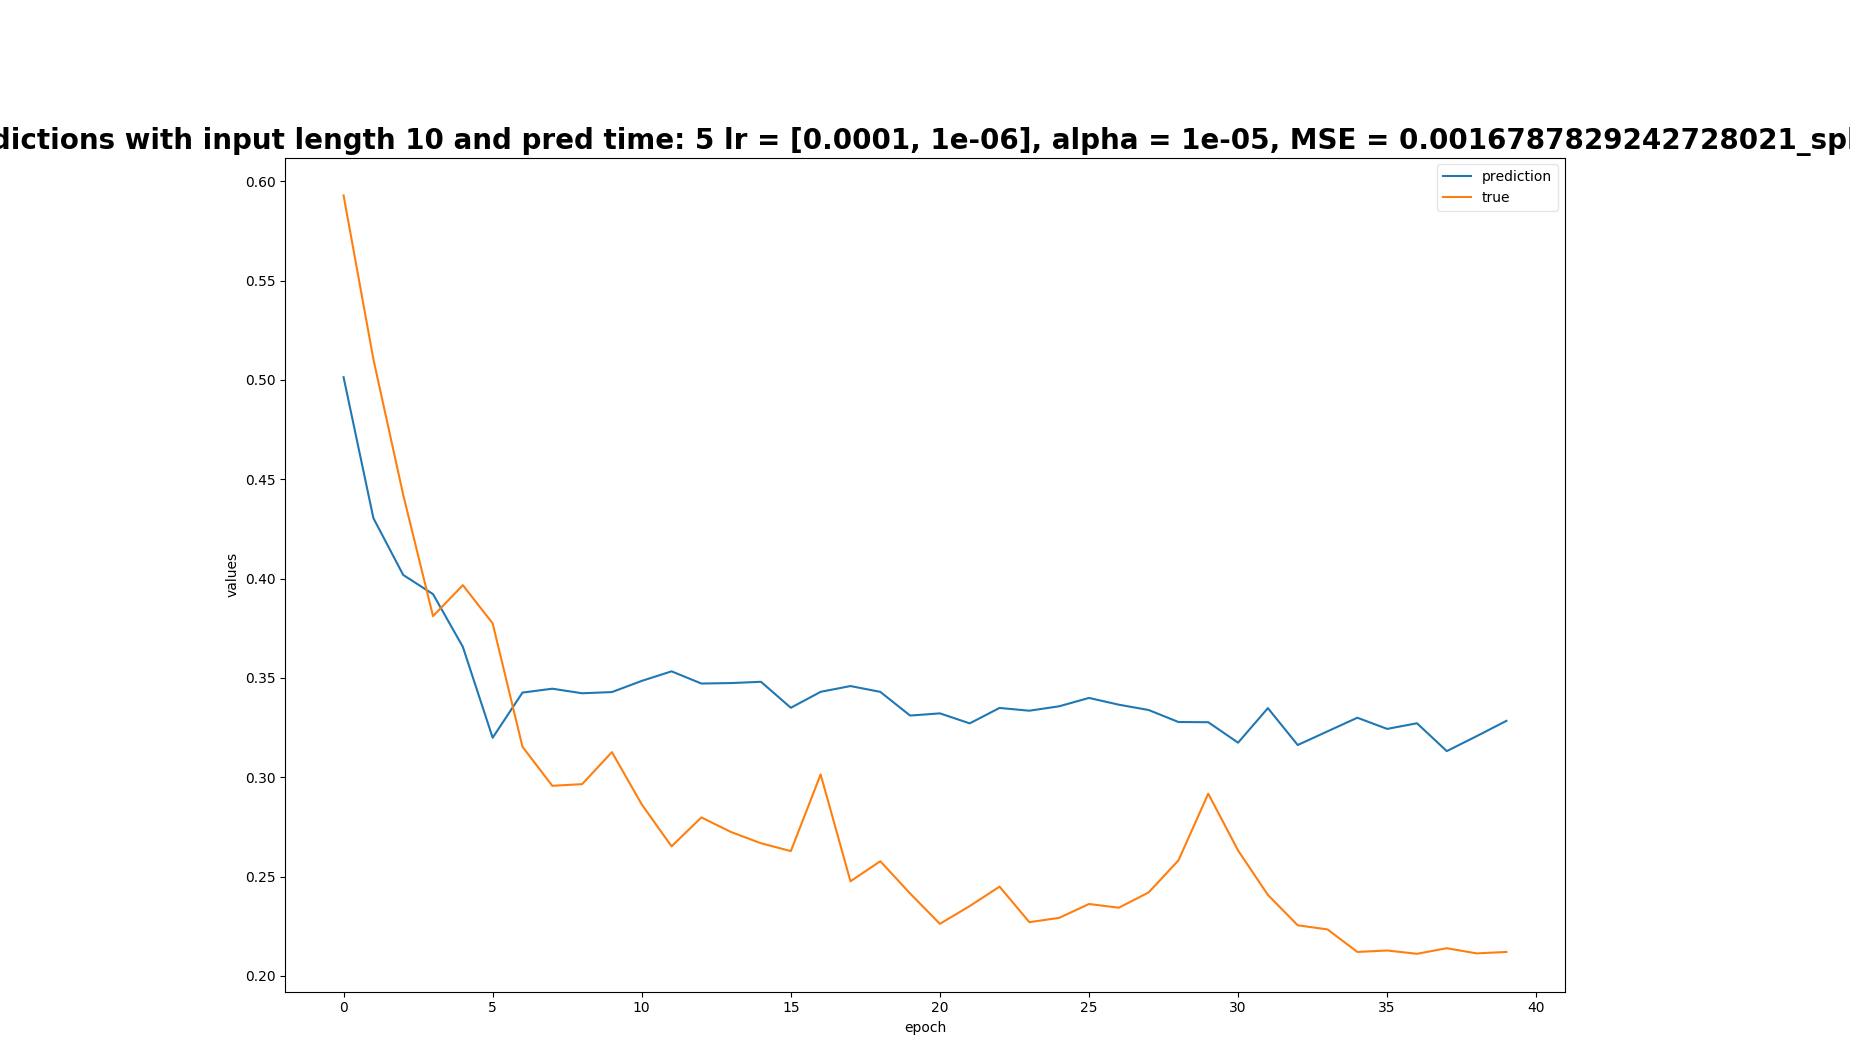 dictions with input length 10 and pred time: 5 lr = [0.0001, 1e-06], alpha = 1e-05, MSE = 0.0016787829242728021_spl
prediction
true
0.60
0.55
0.50
0.45
0.40
0.35
0.30
0.25
0.20
values
0 5 10 15 20 25 30 35 40
epoch